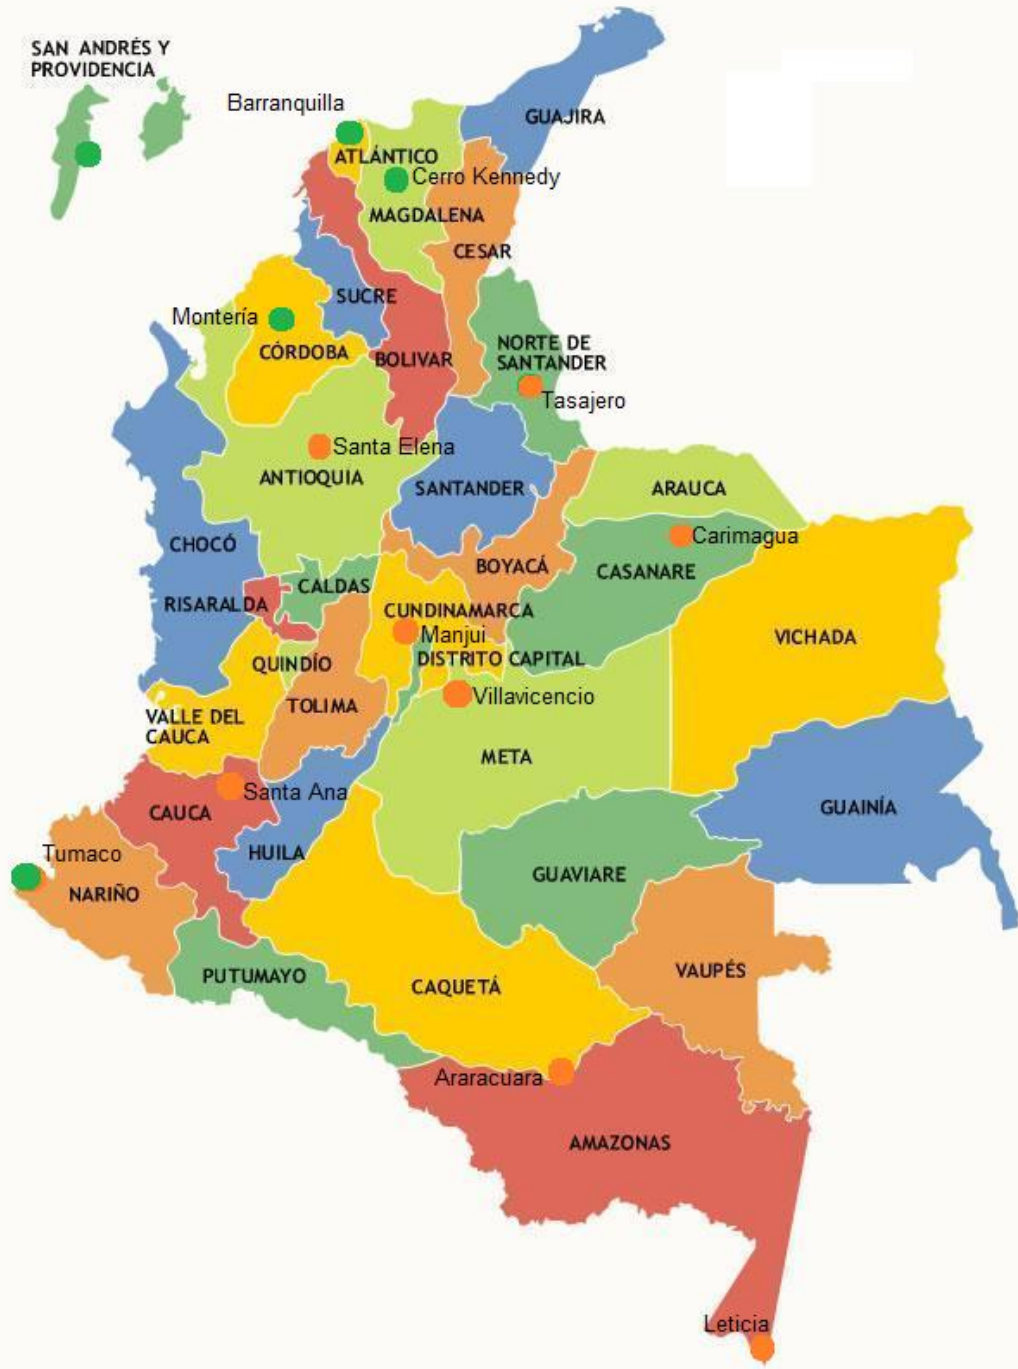 SAN ANDRÉS Y
PROVIDENCIA
Barranquilla
GUAJIRA
ATLÁNTICO
Cerro Kennedy
MAGDALENA
CESAR
SUCRE
Montería
CÓRDOBA
BOLIVAR
NORTE DE
SANTANDER
Tasajero
Santa Elena
ANTIOQUIA
SANTANDER
ARAUCA
CHOCÓ
Carimagua
BOYACÁ
CASANARE
CALDAS
RISARALDA
CUNDINAMARCA
Manjui
VICHADA
QUINDÍO
DISTRITO CAPITAL
Villavicencio
TOLIMA
VALLE DEL
CAUCA
META
Santa Ana
CAUCA
GUAINÍA
Tumaco
HUILA
GUAVIARE
NARIÑO
PUTUMAYO
CAQUETÁ
VAUPÉS
Araracuara
AMAZONAS
Leticia